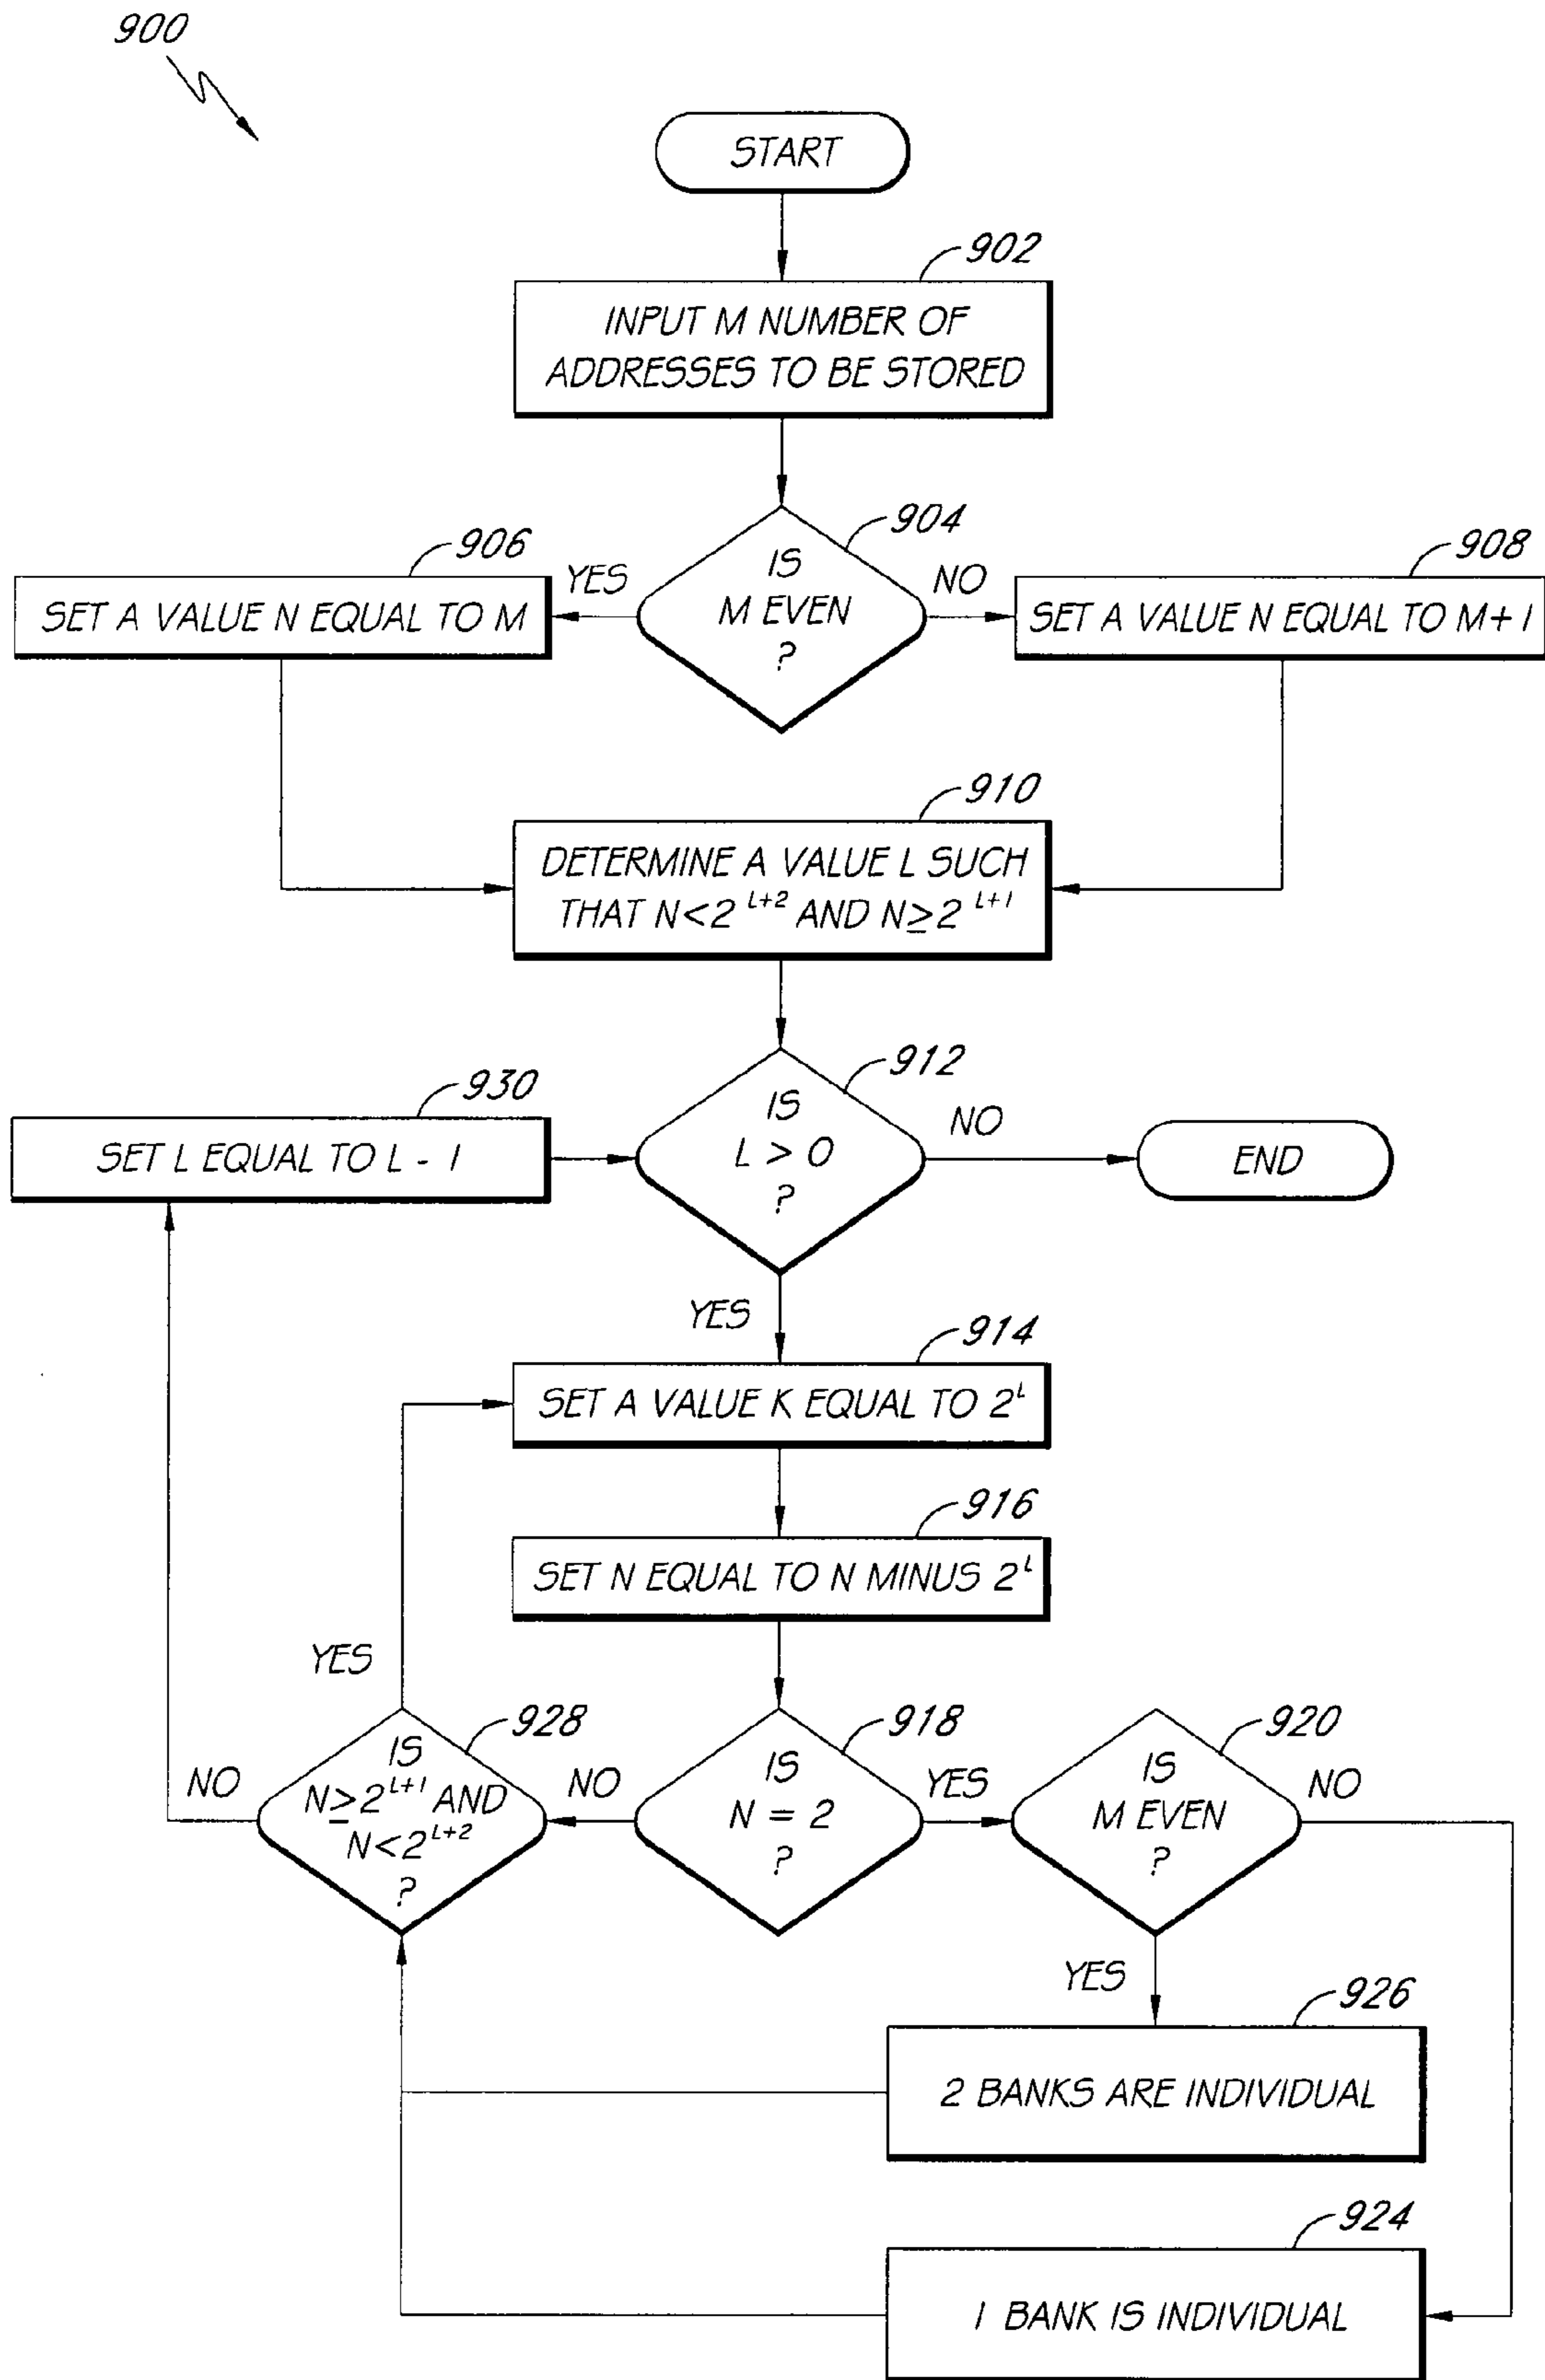 900
START
902
INPUT M NUMBER OF
ADDRESSES TO BE STORED
904
IS
M EVEN
?
YES
NO
906
SET A VALUE N EQUAL TO M
908
SET A VALUE N EQUAL TO M+1
910
DETERMINE A VALUE L SUCH
THAT N<2^{L+2} AND N≥2^{L+1}
912
IS
L > 0
?
NO
END
930
SET L EQUAL TO L - 1
YES
914
SET A VALUE K EQUAL TO 2^L
916
SET N EQUAL TO N MINUS 2^L
YES
928
IS
N≥2^{L+1} AND
N<2^{L+2}
?
NO
918
IS
N = 2
?
NO
YES
920
IS
M EVEN
?
NO
YES
926
2 BANKS ARE INDIVIDUAL
924
1 BANK IS INDIVIDUAL